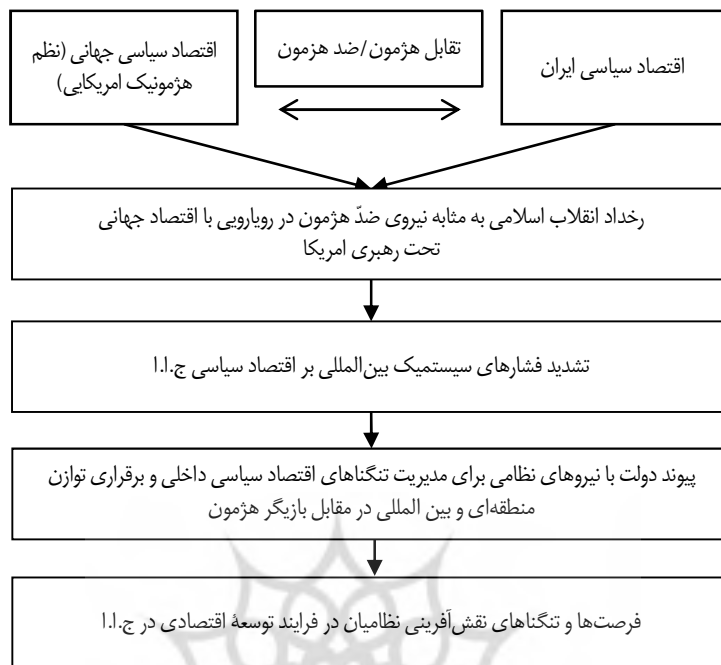 اقتصاد سیاسی ایران
تقابل هژمون/ضد هزمون
اقتصاد سیاسی جهانی (نظم
هژمونیک امریکایی)
رخداد انقلاب اسلامی به مثابه نیروی ضدّ هژمون در رویارویی با اقتصاد جهانی
تحت رهبری امریکا
تشدید فشارهای سیستمیک بین‌المللی بر اقتصاد سیاسی ج.ا.ا
پیوند دولت با نیروهای نظامی برای مدیریت تنگناهای اقتصاد سیاسی داخلی و برقراری توازن
منطقه‌ای و بین المللی در مقابل بازیگر هژمون
فرصت‌ها و تنگناهای نقش‌آفرینی نظامیان در فرایند توسعهٔ اقتصادی در ج.ا.ا